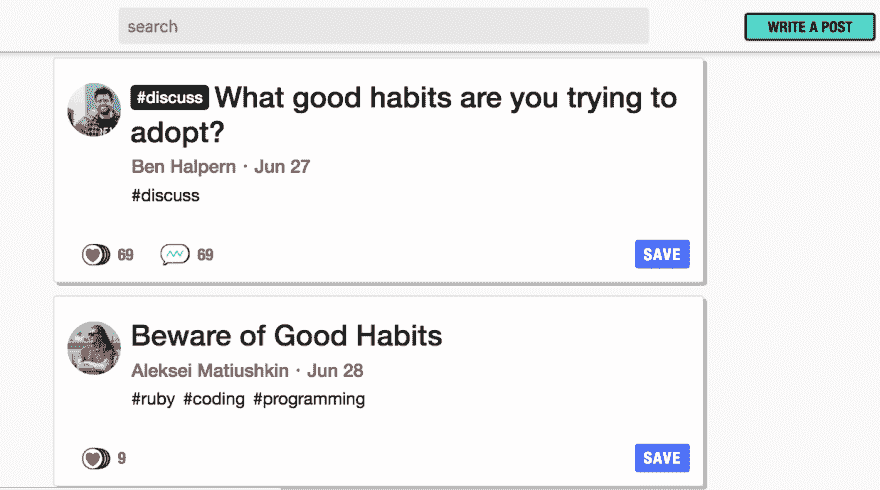 search
WRITE A POST
#discuss What good habits are you trying to
adopt?
Ben Halpern · Jun 27
#discuss
69 69
SAVE
Beware of Good Habits
Aleksei Matiushkin · Jun 28
#ruby #coding #programming
9
SAVE